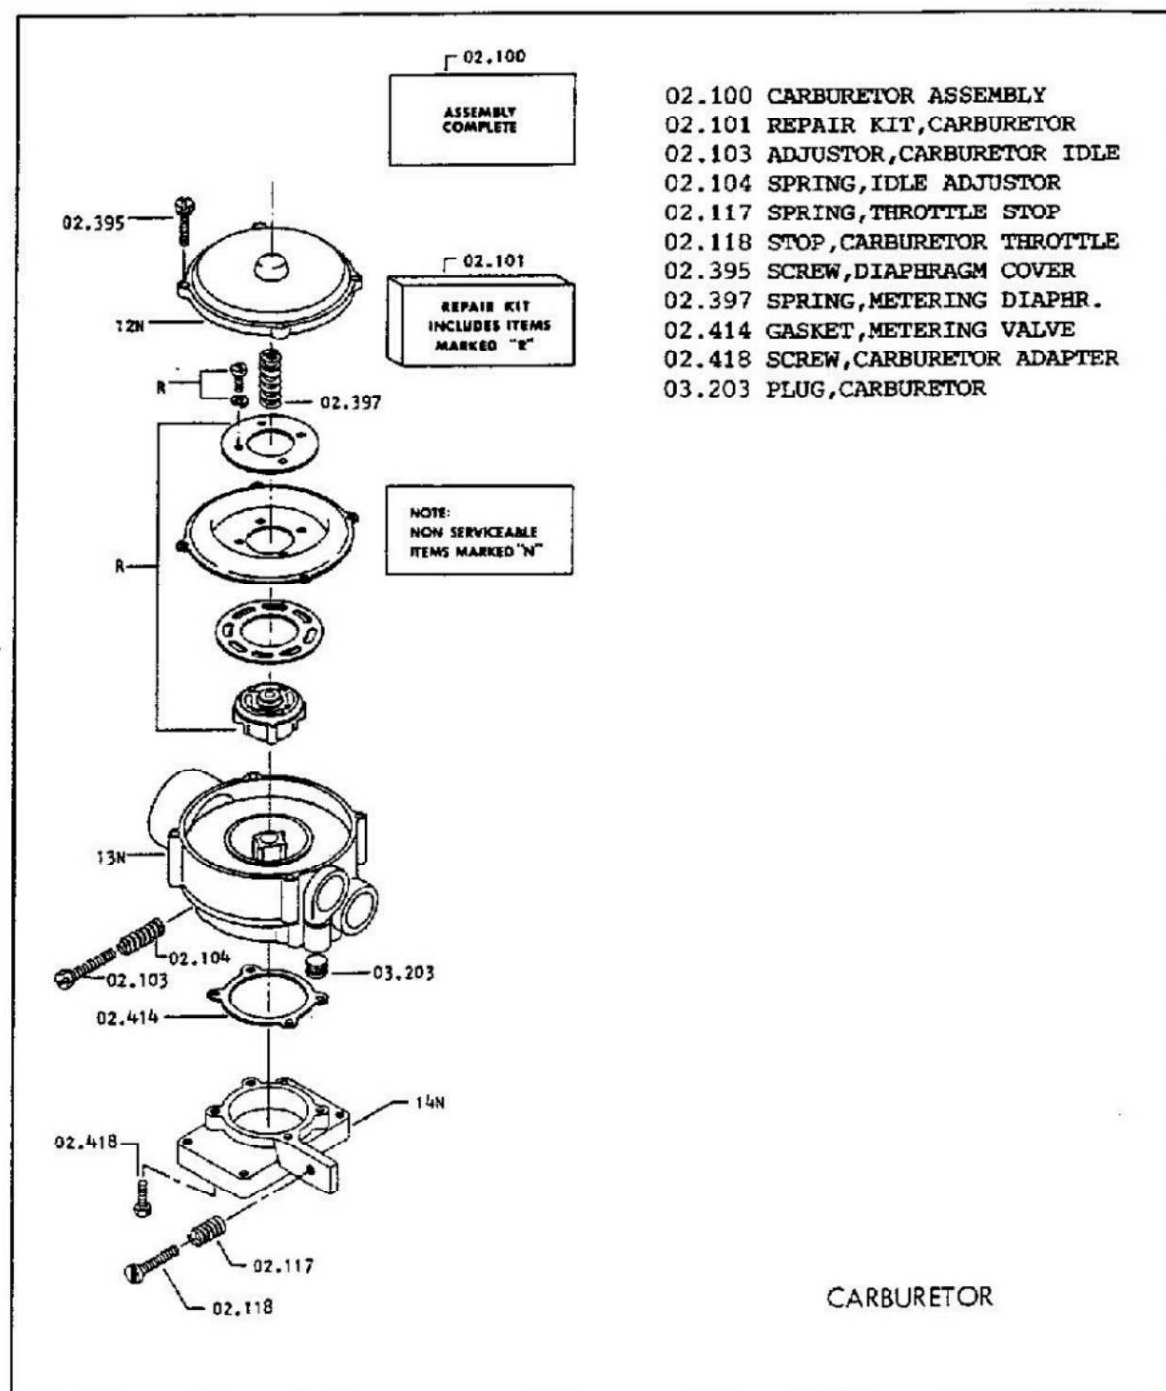 02.100
ASSEMBLY
COMPLETE
02.100 CARBURETOR ASSEMBLY
02.101 REPAIR KIT,CARBURETOR
02.103 ADJUSTOR,CARBURETOR IDLE
02.104 SPRING,IDLE ADJUSTOR
02.117 SPRING,THROTTLE STOP
02.118 STOP,CARBURETOR THROTTLE
02.395 SCREW,DIAPHRAGM COVER
02.397 SPRING,METERING DIAPHR.
02.414 GASKET,METERING VALVE
02.418 SCREW,CARBURETOR ADAPTER
03.203 PLUG,CARBURETOR
02.395
02.101
REPAIR KIT
INCLUDES ITEMS
MARKED "R"
12N
R
02.397
NOTE:
NON SERVICEABLE
ITEMS MARKED "N"
R
13N
02.104
02.103
03.203
02.414
14N
02.418
02.117
02.118
CARBURETOR